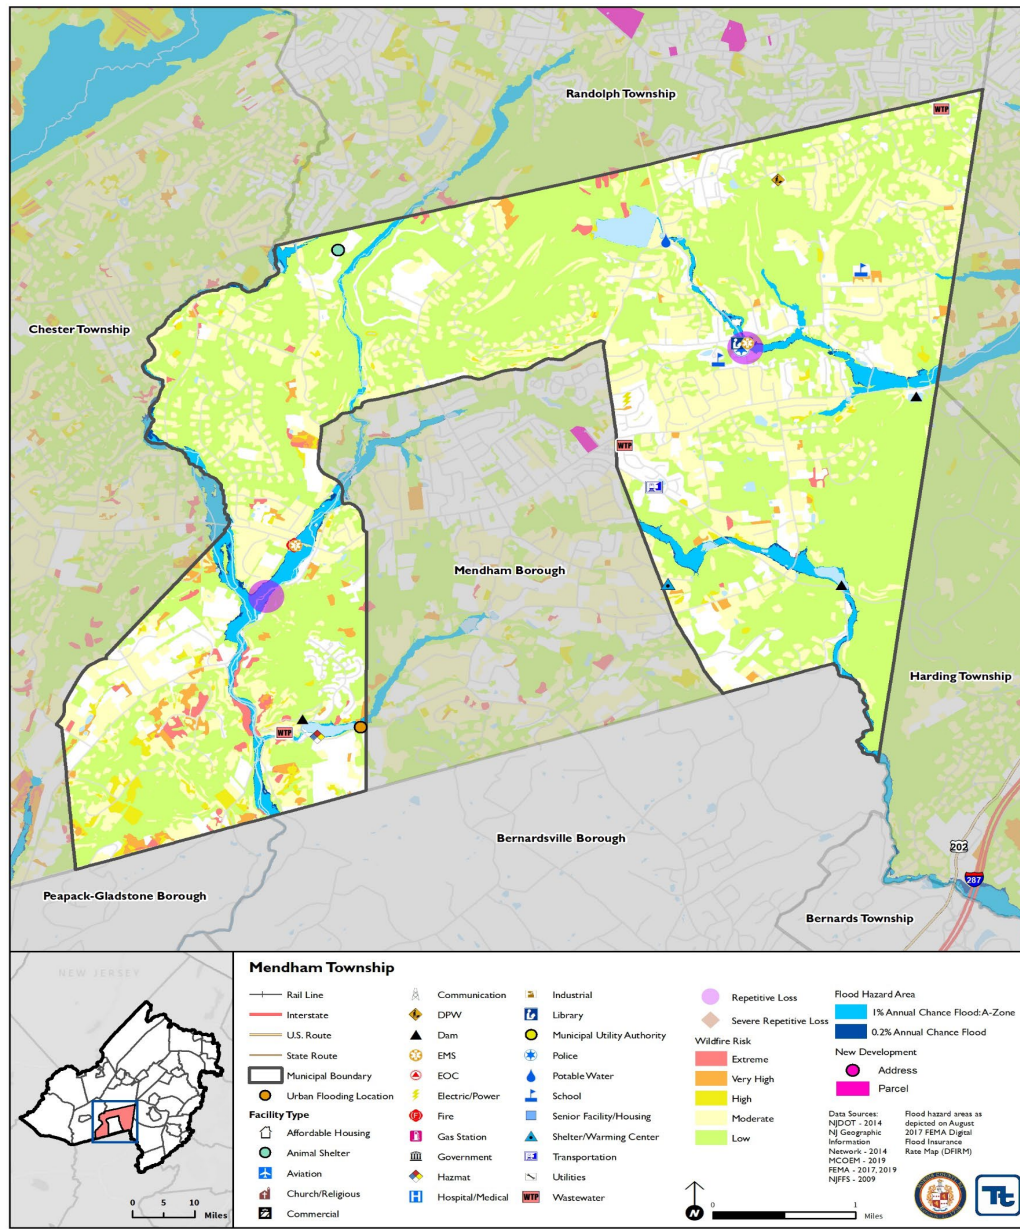 Randolph Township
WTP
Chester Township
WTP
Mendham Borough
Harding Township
WTP
Bernardsville Borough
202
287
Peapack-Gladstone Borough
Bernards Township
NEW JERSEY
0 5 10
Miles
Mendham Township
Rail Line
Interstate
U.S. Route
State Route
Municipal Boundary
Urban Flooding Location
Facility Type
Affordable Housing
Animal Shelter
Aviation
Church/Religious
Commercial
Communication
DPW
Dam
EMS
EOC
Electric/Power
Fire
Gas Station
Government
Hazmat
Hospital/Medical
Industrial
Library
Municipal Utility Authority
Police
Potable Water
School
Senior Facility/Housing
Shelter/Warming Center
Transportation
Utilities
WTP Wastewater
Repetitive Loss
Severe Repetitive Loss
Wildfire Risk
Extreme
Very High
High
Moderate
Low
Flood Hazard Area
1% Annual Chance Flood:A-Zone
0.2% Annual Chance Flood
New Development
Address
Parcel
Data Sources:
NJDOT - 2014
NJ Geographic
Information
Network - 2014
MCOEM - 2019
FEMA - 2017, 2019
NJFFS - 2009
Flood hazard areas as
depicted on August
2017 FEMA Digital
Flood Insurance
Rate Map (DFIRM)
N
0 1
Miles
Tt